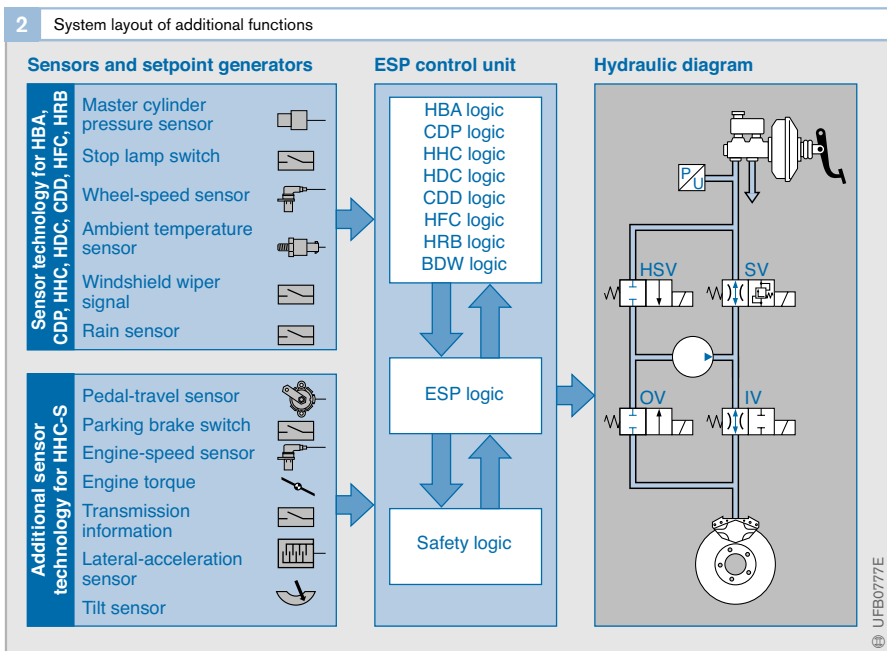 2 System layout of additional functions
Sensors and setpoint generators
Sensor technology for HBA,
CDP, HHC, HDC, CDD, HFC, HRB
Master cylinder
pressure sensor
Stop lamp switch
Wheel-speed sensor
Ambient temperature
sensor
Windshield wiper
signal
Rain sensor
Additional sensor
technology for HHC-S
Pedal-travel sensor
Parking brake switch
Engine-speed sensor
Engine torque
Transmission
information
Lateral-acceleration
sensor
Tilt sensor
ESP control unit
HBA logic
CDP logic
HHC logic
HDC logic
CDD logic
HFC logic
HRB logic
BDW logic
ESP logic
Safety logic
Hydraulic diagram
P
U
HSV
SV
OV
IV
UFB0777E